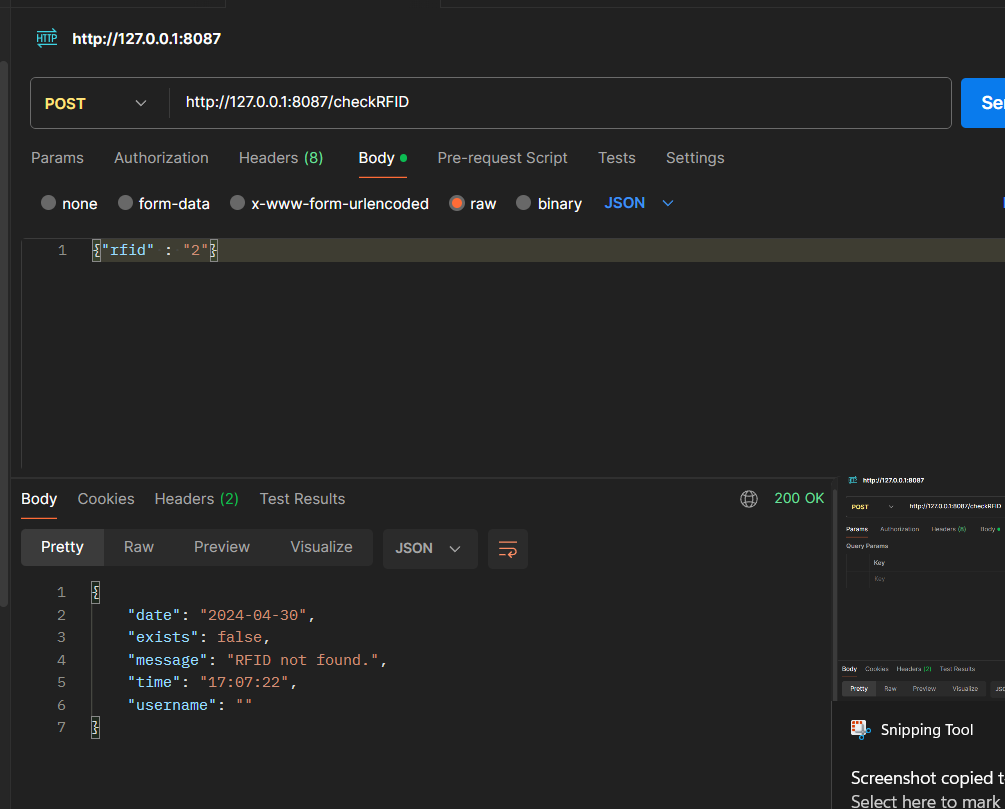 HTTP http://127.0.0.1:8087
POST http://127.0.0.1:8087/checkRFID
Params Authorization Headers (8) Body Pre-request Script Tests Settings
none form-data x-www-form-urlencoded raw binary JSON
1 {"rfid" : "2"}
Body Cookies Headers (2) Test Results 200 OK
Pretty Raw Preview Visualize JSON
1 {
2 "date": "2024-04-30",
3 "exists": false,
4 "message": "RFID not found.",
5 "time": "17:07:22",
6 "username": ""
7 }
http://127.0.0.1:8087
POST http://127.0.0.1:8087/checkRFID
Params Authorization Headers (8) Body
Query Params
Key
Key
Body Cookies Headers (2) Test Results
Pretty Raw Preview Visualize
Snipping Tool
Screenshot copied
Select here to mark